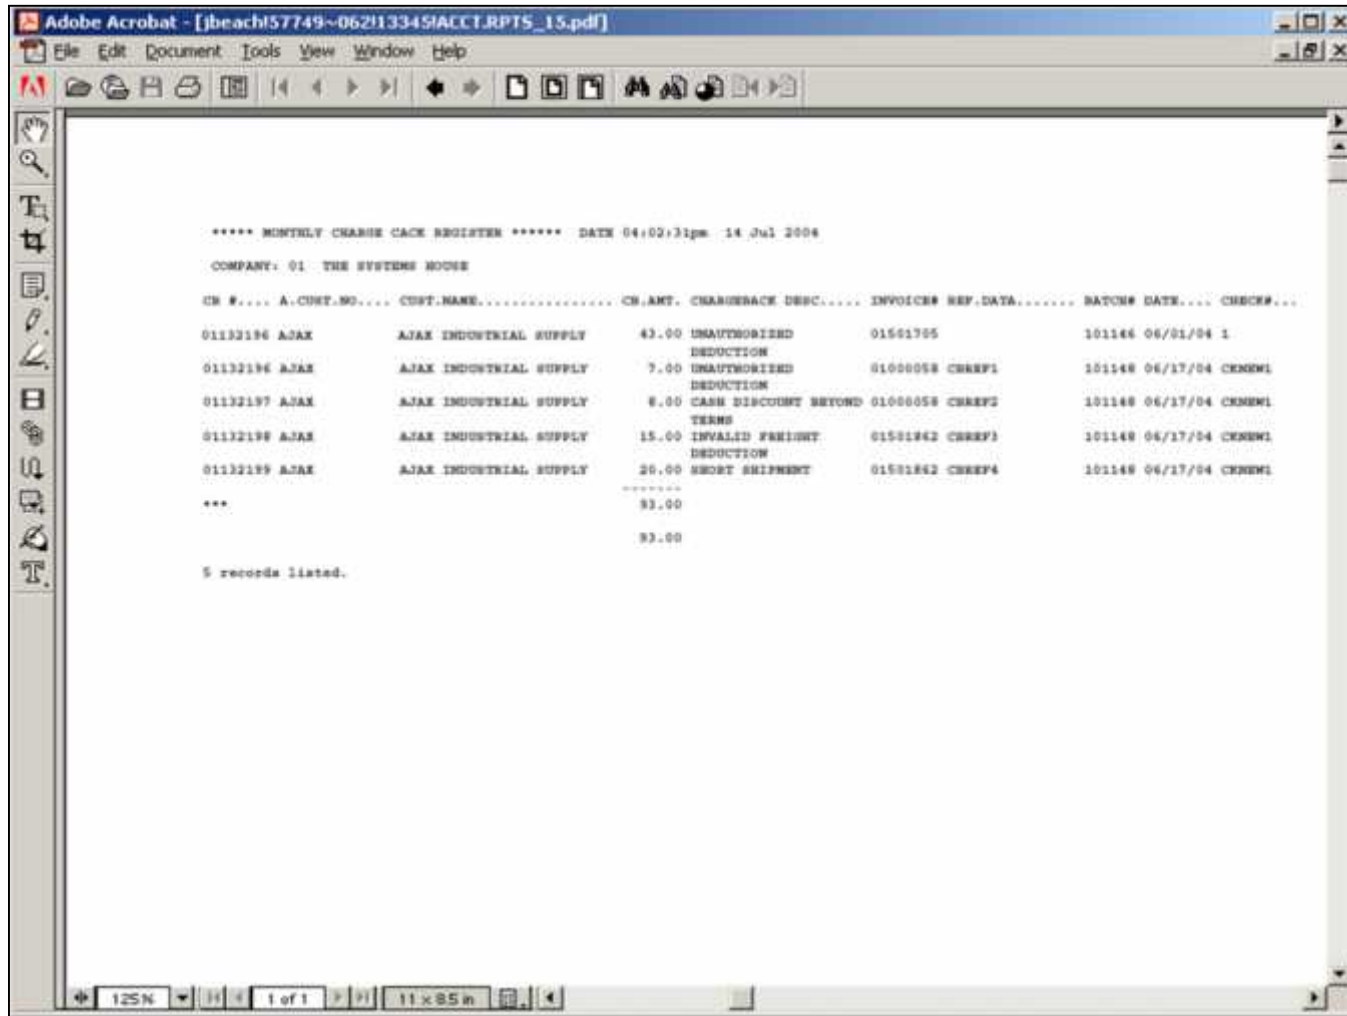 Adobe Acrobat - [jbeach!57749~062!13345!ACCT.RPTS_15.pdf]
File Edit Document Tools View Window Help
***** MONTHLY CHARGE CACK REGISTER ****** DATE 04:02:31pm 14 Jul 2004
COMPANY: 01 THE SYSTEMS HOUSE
CB #.... A.CUST.NO.... CUST.NAME................ CB.AMT. CHARGEBACK DESC..... INVOICE# REF.DATA....... BATCH# DATE.... CHECK#...
01132196 AJAX AJAX INDUSTRIAL SUPPLY 43.00 UNAUTHORIZED 01501705 101146 06/01/04 1
DEDUCTION
01132196 AJAX AJAX INDUSTRIAL SUPPLY 7.00 UNAUTHORIZED 01000058 CBREF1 101148 06/17/04 CKNEW1
DEDUCTION
01132197 AJAX AJAX INDUSTRIAL SUPPLY 8.00 CASH DISCOUNT BEYOND 01000058 CBREF2 101148 06/17/04 CKNEW1
TERMS
01132198 AJAX AJAX INDUSTRIAL SUPPLY 15.00 INVALID FREIGHT 01501862 CBREF3 101148 06/17/04 CKNEW1
DEDUCTION
01132199 AJAX AJAX INDUSTRIAL SUPPLY 20.00 SHORT SHIPMENT 01501862 CBREF4 101148 06/17/04 CKNEW1
-------
*** 93.00
93.00
5 records listed.
125% 1 of 1 11 x 8.5 in